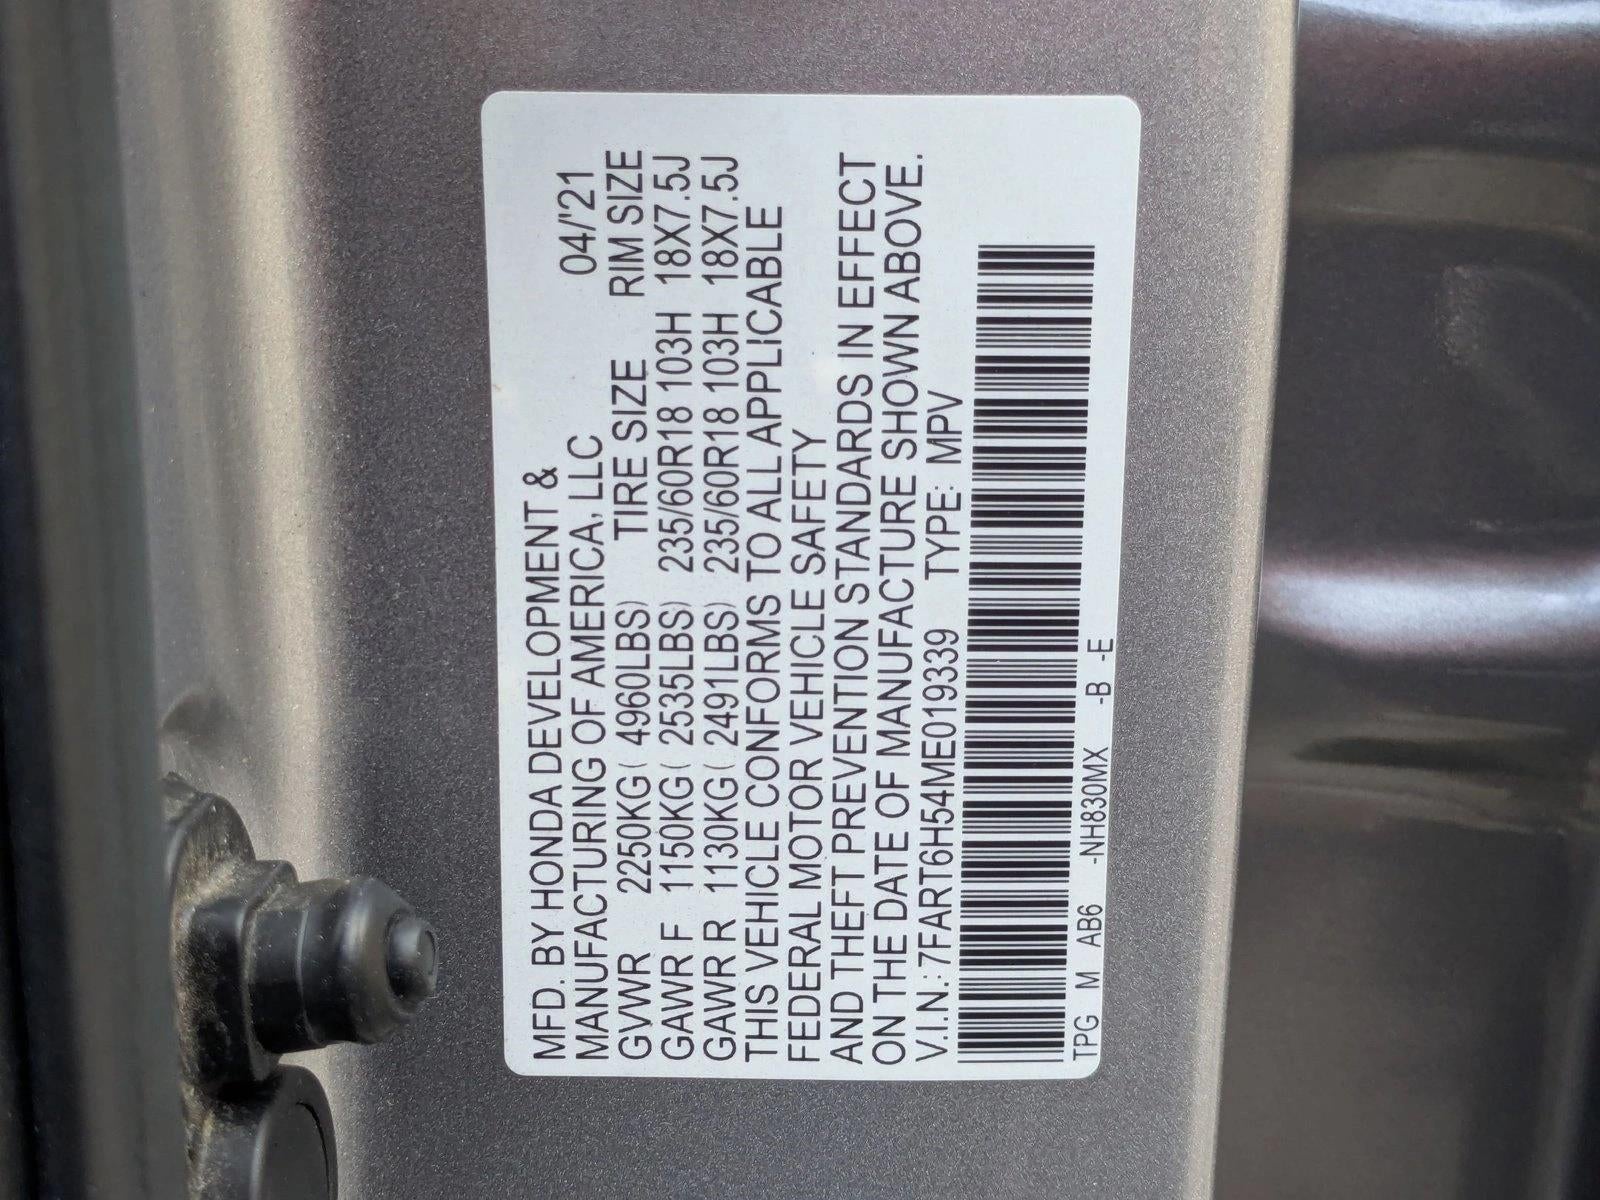 MFD. BY HONDA DEVELOPMENT &
MANUFACTURING OF AMERICA, LLC 04/'21
GVWR 2250KG( 4960LBS) TIRE SIZE RIM SIZE
GAWR F 1150KG( 2535LBS) 235/60R18 103H 18X7.5J
GAWR R 1130KG( 2491LBS) 235/60R18 103H 18X7.5J
THIS VEHICLE CONFORMS TO ALL APPLICABLE
FEDERAL MOTOR VEHICLE SAFETY
AND THEFT PREVENTION STANDARDS IN EFFECT
ON THE DATE OF MANUFACTURE SHOWN ABOVE.
V.I.N.: 7FART6H54ME019339 TYPE: MPV
TPG M AB6 -NH830MX -B -E